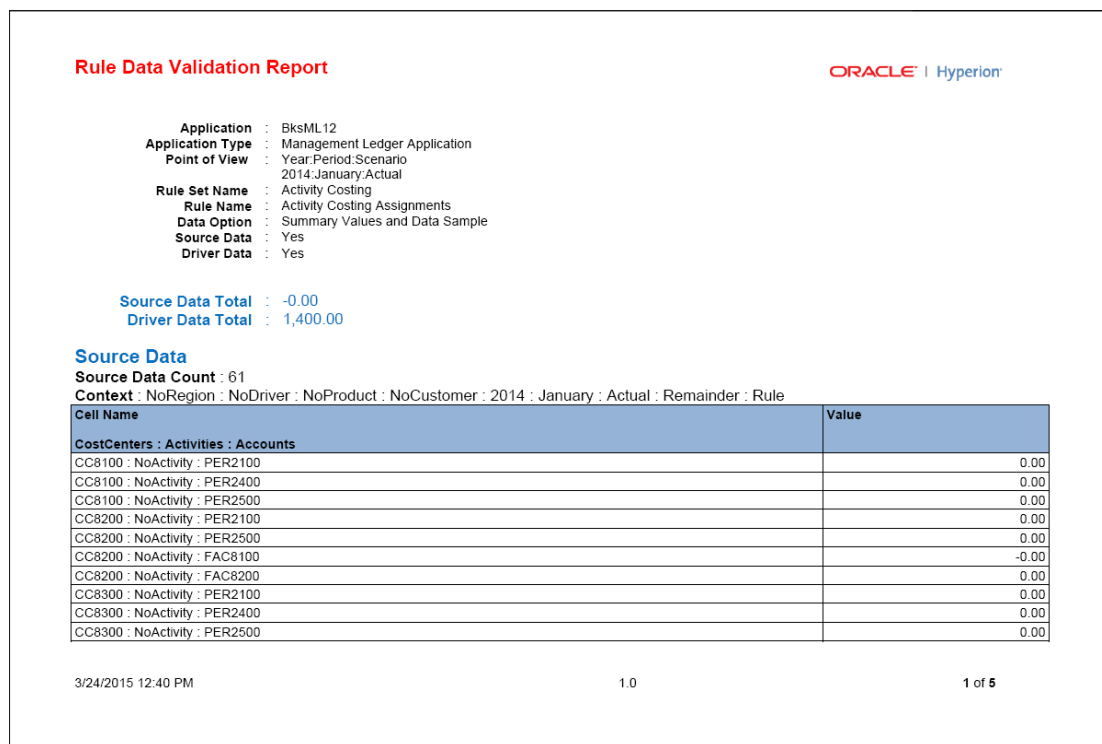 Rule Data Validation Report
ORACLE | Hyperion
Application : BksML12
Application Type : Management Ledger Application
Point of View : Year:Period:Scenario
2014:January:Actual
Rule Set Name : Activity Costing
Rule Name : Activity Costing Assignments
Data Option : Summary Values and Data Sample
Source Data : Yes
Driver Data : Yes
Source Data Total : -0.00
Driver Data Total : 1,400.00
Source Data
Source Data Count : 61
Context : NoRegion : NoDriver : NoProduct : NoCustomer : 2014 : January : Actual : Remainder : Rule
Cell Name Value
CostCenters : Activities : Accounts
CC8100 : NoActivity : PER2100 0.00
CC8100 : NoActivity : PER2400 0.00
CC8100 : NoActivity : PER2500 0.00
CC8200 : NoActivity : PER2100 0.00
CC8200 : NoActivity : PER2500 0.00
CC8200 : NoActivity : FAC8100 -0.00
CC8200 : NoActivity : FAC8200 0.00
CC8300 : NoActivity : PER2100 0.00
CC8300 : NoActivity : PER2400 0.00
CC8300 : NoActivity : PER2500 0.00
3/24/2015 12:40 PM 1.0 1 of 5